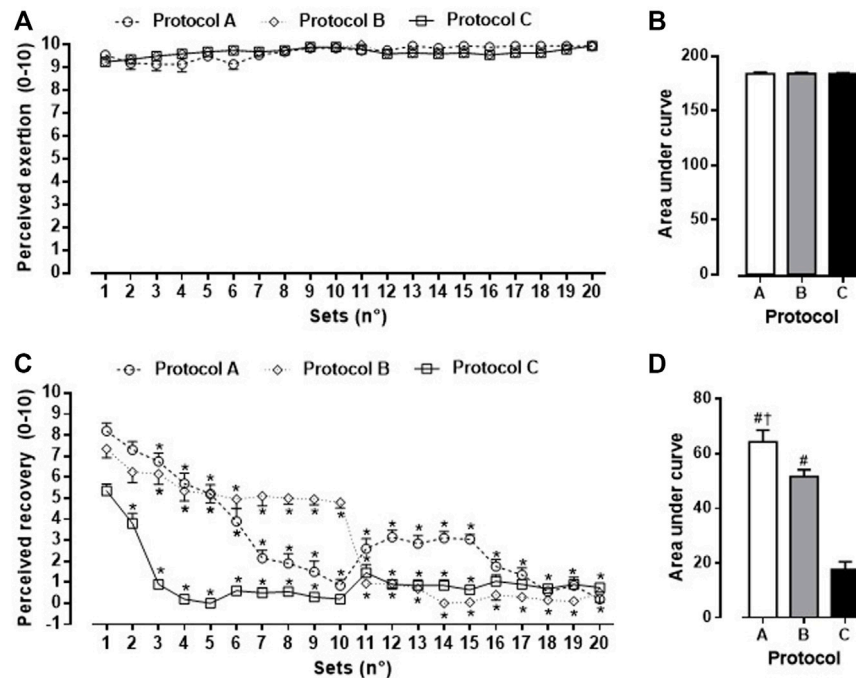 A
Protocol A Protocol B Protocol C
Perceived exertion (0-10)
10
9
8
7
6
5
4
3
2
1
0
1 2 3 4 5 6 7 8 9 10 11 12 13 14 15 16 17 18 19 20
Sets (n°)
B
Area under curve
200
150
100
50
0
A B C
Protocol
C
Protocol A Protocol B Protocol C
Perceived recovery (0-10)
10
9
8
7
6
5
4
3
2
1
0
-1
1 2 3 4 5 6 7 8 9 10 11 12 13 14 15 16 17 18 19 20
Sets (n°)
D
Area under curve
80
60
40
20
0
#†
#
A B C
Protocol